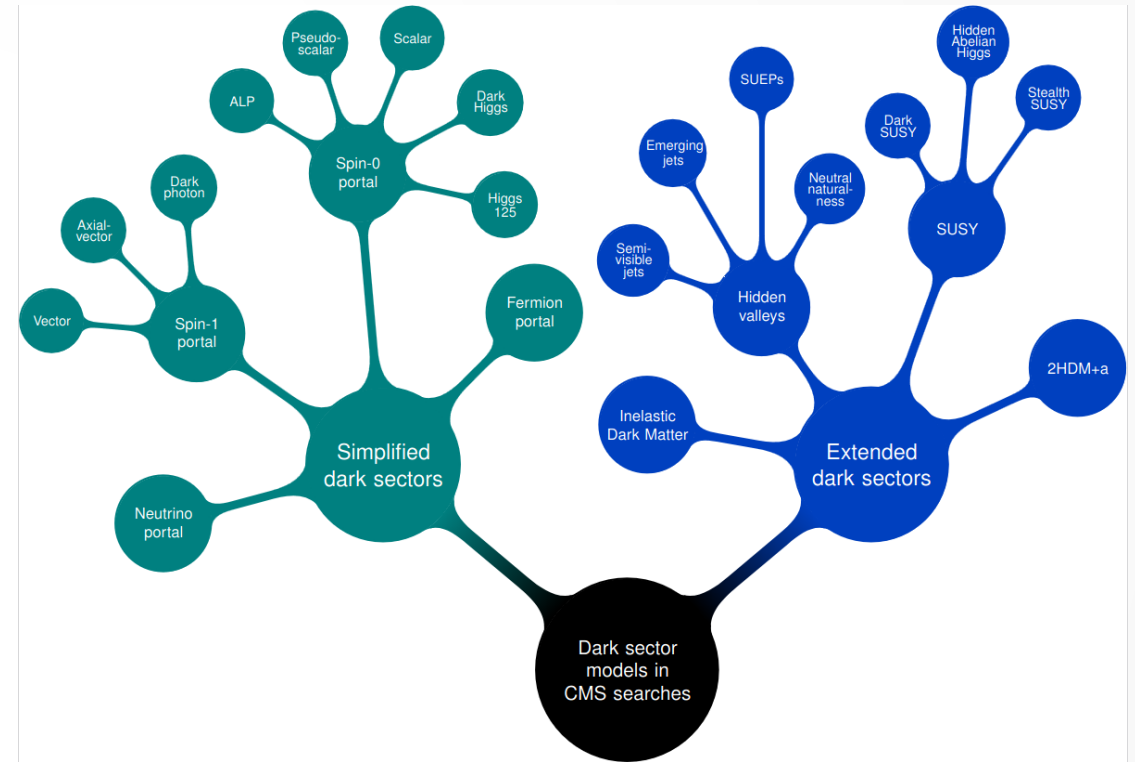 Pseudo-
scalar
Scalar
ALP
Dark
Higgs
Spin-0
portal
Higgs
125
Dark
photon
Axial-
vector
Vector
Spin-1
portal
Fermion
portal
Simplified
dark sectors
Neutrino
portal
Hidden
Abelian
Higgs
SUEPs
Stealth
SUSY
Dark
SUSY
Emerging
jets
Neutral
natural-
ness
SUSY
Semi-
visible
jets
Hidden
valleys
2HDM+a
Inelastic
Dark Matter
Extended
dark sectors
Dark sector
models in
CMS searches